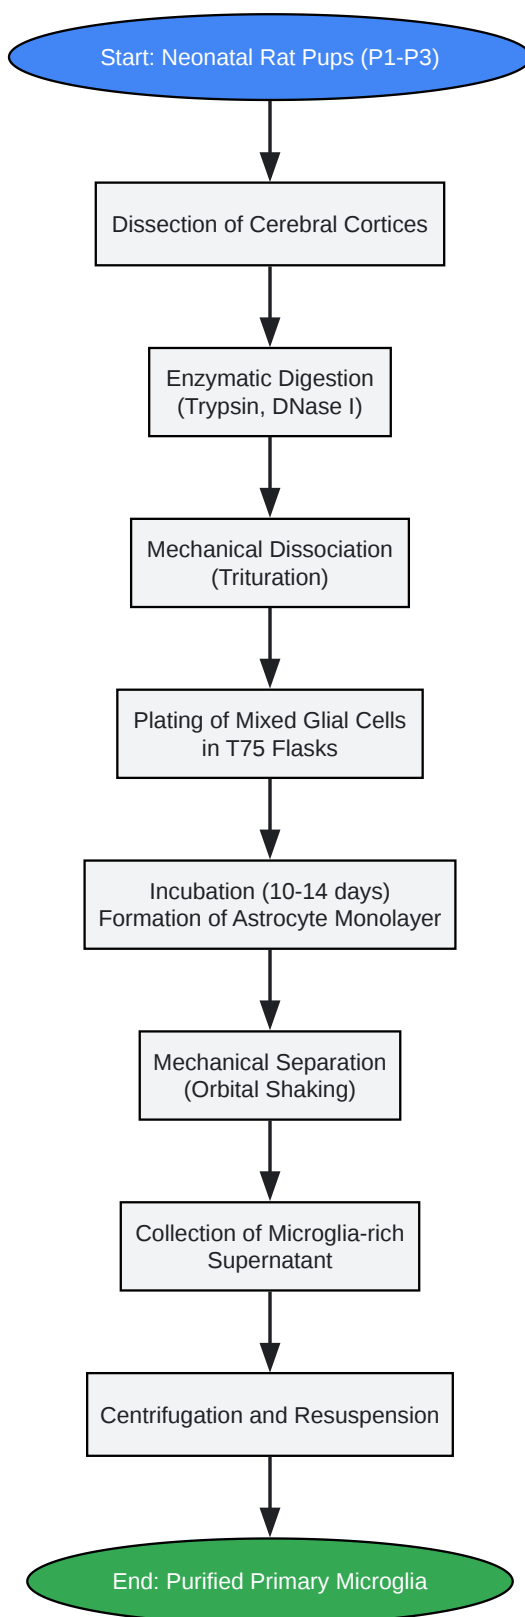 Start: Neonatal Rat Pups (P1-P3)
Dissection of Cerebral Cortices
Enzymatic Digestion
(Trypsin, DNase I)
Mechanical Dissociation
(Trituration)
Plating of Mixed Glial Cells
in T75 Flasks
Incubation (10-14 days)
Formation of Astrocyte Monolayer
Mechanical Separation
(Orbital Shaking)
Collection of Microglia-rich
Supernatant
Centrifugation and Resuspension
End: Purified Primary Microglia